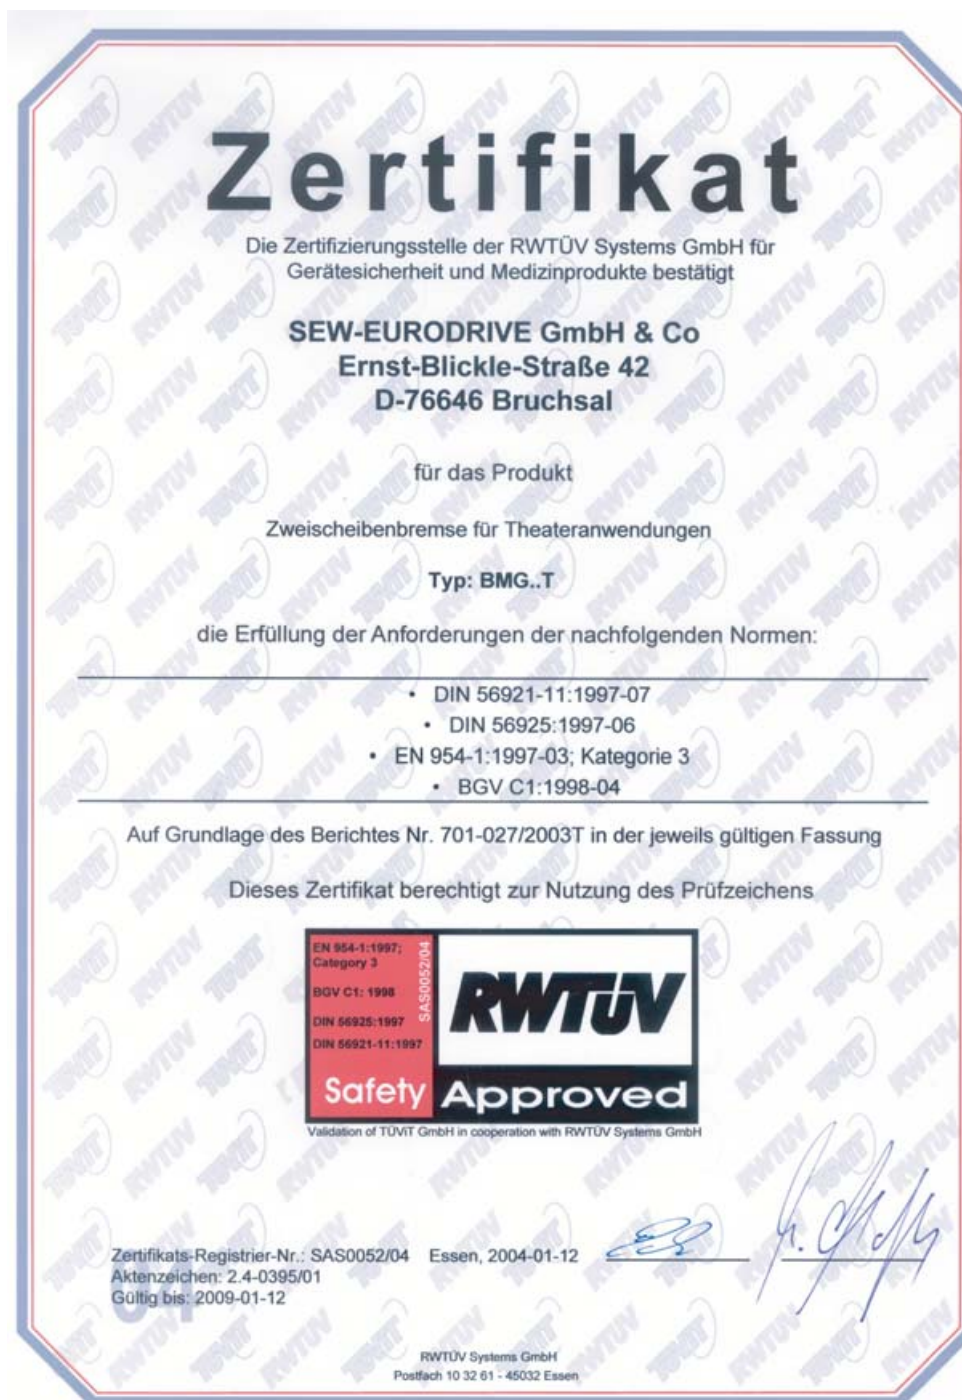 Zertifikat
Die Zertifizierungsstelle der RWTÜV Systems GmbH für
Gerätesicherheit und Medizinprodukte bestätigt
SEW-EURODRIVE GmbH & Co
Ernst-Blickle-Straße 42
D-76646 Bruchsal
für das Produkt
Zweischeibenbremse für Theateranwendungen
Typ: BMG..T
die Erfüllung der Anforderungen der nachfolgenden Normen:
• DIN 56921-11:1997-07
• DIN 56925:1997-06
• EN 954-1:1997-03; Kategorie 3
• BGV C1:1998-04
Auf Grundlage des Berichtes Nr. 701-027/2003T in der jeweils gültigen Fassung
Dieses Zertifikat berechtigt zur Nutzung des Prüfzeichens
EN 954-1:1997;
Category 3
BGV C1: 1998
DIN 56925:1997
DIN 56921-11:1997
SAS0052/04
RWTÜV
Safety Approved
Validation of TÜViT GmbH in cooperation with RWTÜV Systems GmbH
Zertifikats-Registrier-Nr.: SAS0052/04 Essen, 2004-01-12
Aktenzeichen: 2.4-0395/01
Gültig bis: 2009-01-12
04
RWTÜV Systems GmbH
Postfach 10 32 61 - 45032 Essen